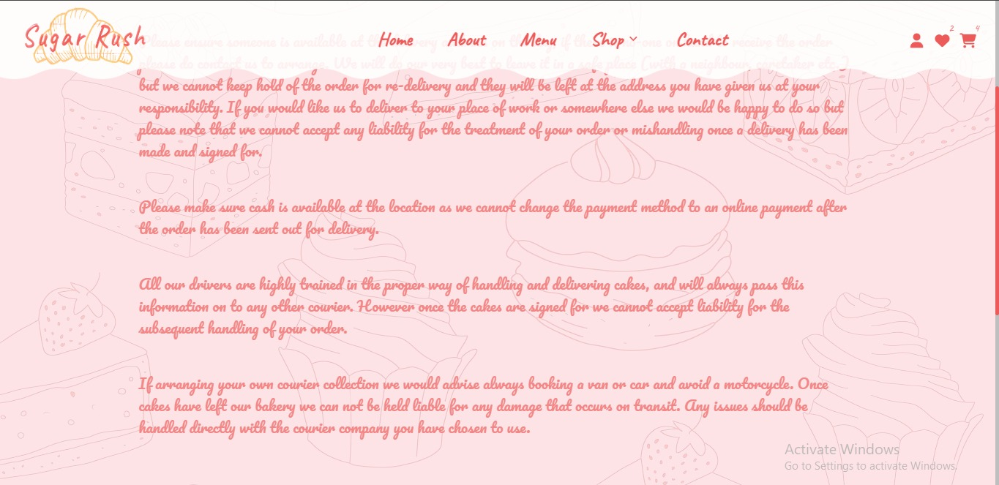 Sugar Rush
Home About Menu Shop Contact
2 4
Please ensure someone is available at the delivery on the if the one or receive the order
please do contact us to arrange. We will do our very best to leave it in a safe place (with a neighbour, caretaker etc.)
but we cannot keep hold of the order for re-delivery and they will be left at the address you have given us at your
responsibility. If you would like us to deliver to your place of work or somewhere else we would be happy to do so but
please note that we cannot accept any liability for the treatment of your order or mishandling once a delivery has been
made and signed for.
Please make sure cash is available at the location as we cannot change the payment method to an online payment after
the order has been sent out for delivery.
All our drivers are highly trained in the proper way of handling and delivering cakes, and will always pass this
information on to any other courier. However once the cakes are signed for we cannot accept liability for the
subsequent handling of your order.
If arranging your own courier collection we would advise always booking a van or car and avoid a motorcycle. Once
cakes have left our bakery we can not be held liable for any damage that occurs on transit. Any issues should be
handled directly with the courier company you have chosen to use.
Activate Windows
Go to Settings to activate Windows.